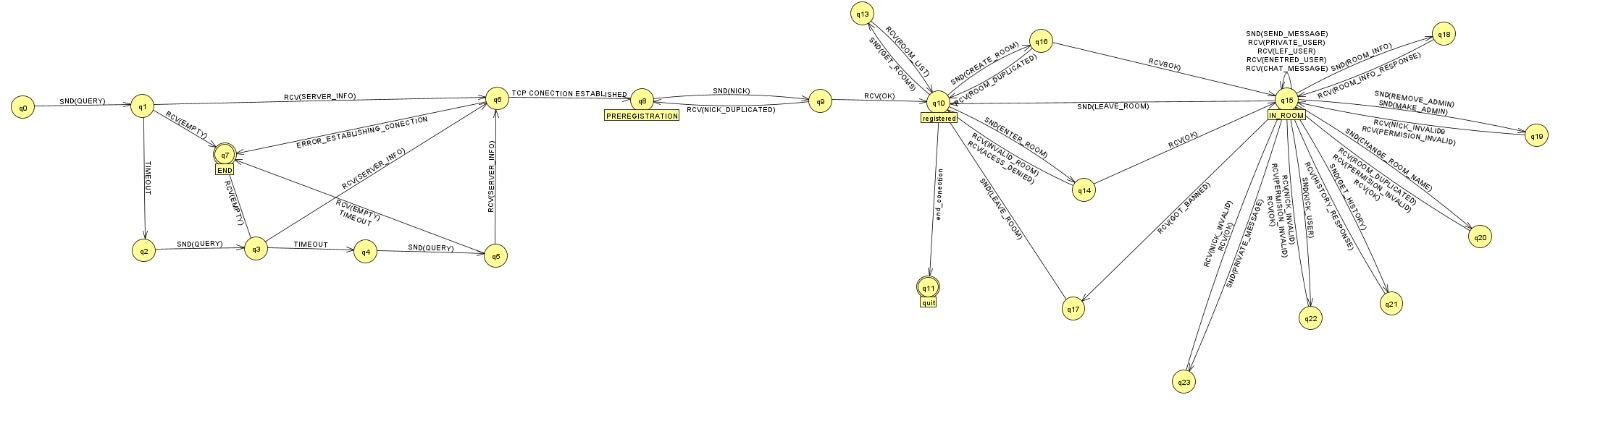 q13
q16
q18
SND(SEND_MESSAGE)
RCV(PRIVATE_USER)
RCV(LEF_USER)
RCV(ENETRED_USER)
RCV(CHAT_MESSAGE)
RCV(ROOM_LIST)
SND(GET_ROOMS)
SND(CREATE_ROOM)
RCV(ROOM_DUPLICATED)
RCVBOK)
SND(ROOM_INFO)
RCV(ROOM_INFO_RESPONSE)
q0
SND(QUERY)
q1
RCV(SERVER_INFO)
q6
TCP CONECTION ESTABLISHED
q8
PREREGISTRATION
SND(NICK)
RCV(NICK_DUPLICATED)
q9
RCV(OK)
q10
registered
SND(LEAVE_ROOM)
q15
IN_ROOM
SND(REMOVE_ADMIN)
SND(MAKE_ADMIN)
RCV(NICK_INVALID9
RCV(PERMISION_INVALID)
q19
RCV(EMPTY)
ERROR_ESTABLISHING_CONECTION
q7
END
TIMEOUT
RCV(EMPTY)
RCV(SERVER_INFO)
RCV(SERVER_INFO)
RCV(EMPTY)
TIMEOUT
SND(ENTER_ROOM)
RCV(INVALID_ROOM)
RCV(ACESS_DENIED)
q14
RCV(OK)
end_conection
SND(LEAVE_ROOM)
RCV(GOT_BANNED)
SND(CHANGE_ROOM_NAME)
RCV(ROOM_DUPLICATED)
RCV(PERMISION_INVALID)
RCV(OK)
q20
SND(GET_HISTORY)
RCV(HISTORY_RESPONSE)
q21
SND(KICK_USER)
RCV(NICK_INVALID)
RCV(PERMISION_INVALID)
RCV(OK)
q22
RCV(NICK_INVALID)
RCV(OK)
SND(PRIVATE_MESSAGE)
q23
q2
SND(QUERY)
q3
TIMEOUT
q4
SND(QUERY)
q5
q11
quit
q17